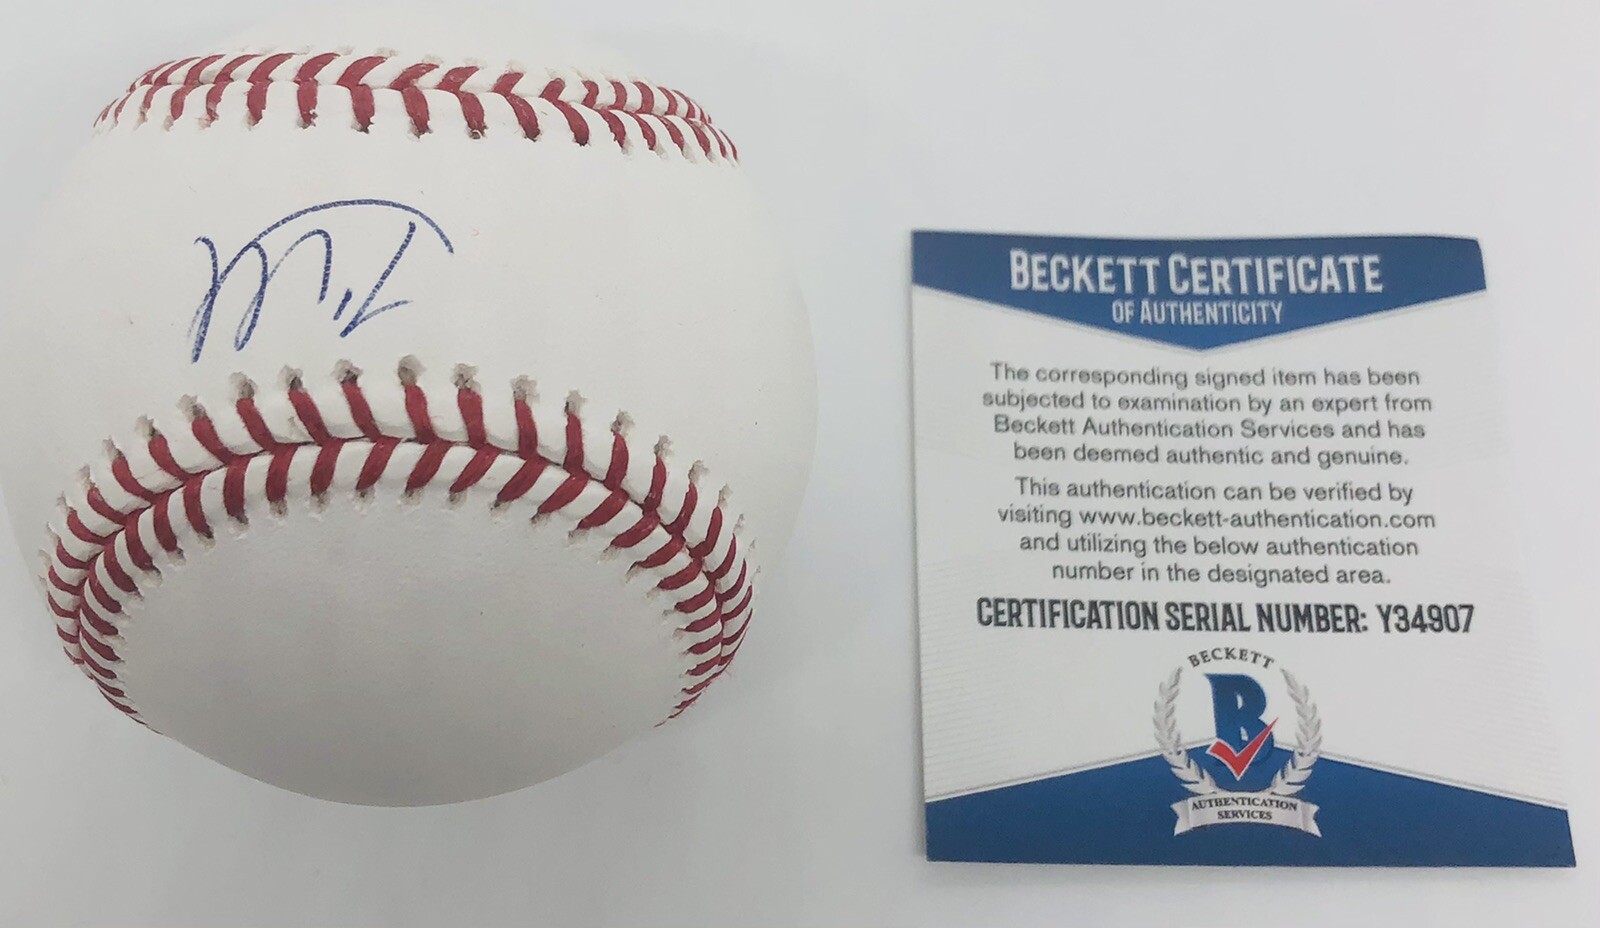 BECKETT CERTIFICATE
OF AUTHENTICITY
The corresponding signed item has been
subjected to examination by an expert from
Beckett Authentication Services and has
been deemed authentic and genuine.
This authentication can be verified by
visiting www.beckett-authentication.com
and utilizing the below authentication
number in the designated area.
CERTIFICATION SERIAL NUMBER: Y34907
BECKETT
B
AUTHENTICATION
SERVICES